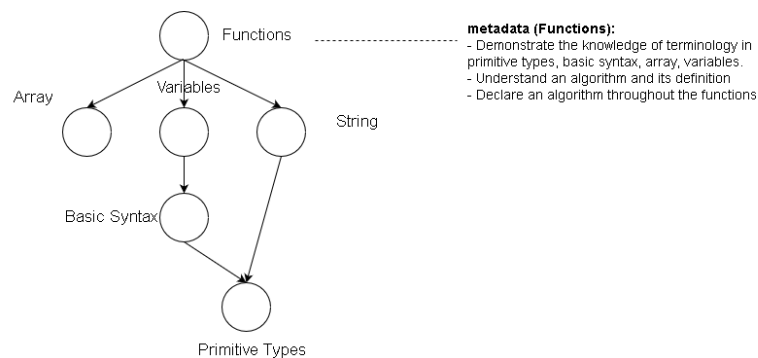 Functions
metadata (Functions):
- Demonstrate the knowledge of terminology in
primitive types, basic syntax, array, variables.
- Understand an algorithm and its definition
- Declare an algorithm throughout the functions
Array
Variables
String
Basic Syntax
Primitive Types